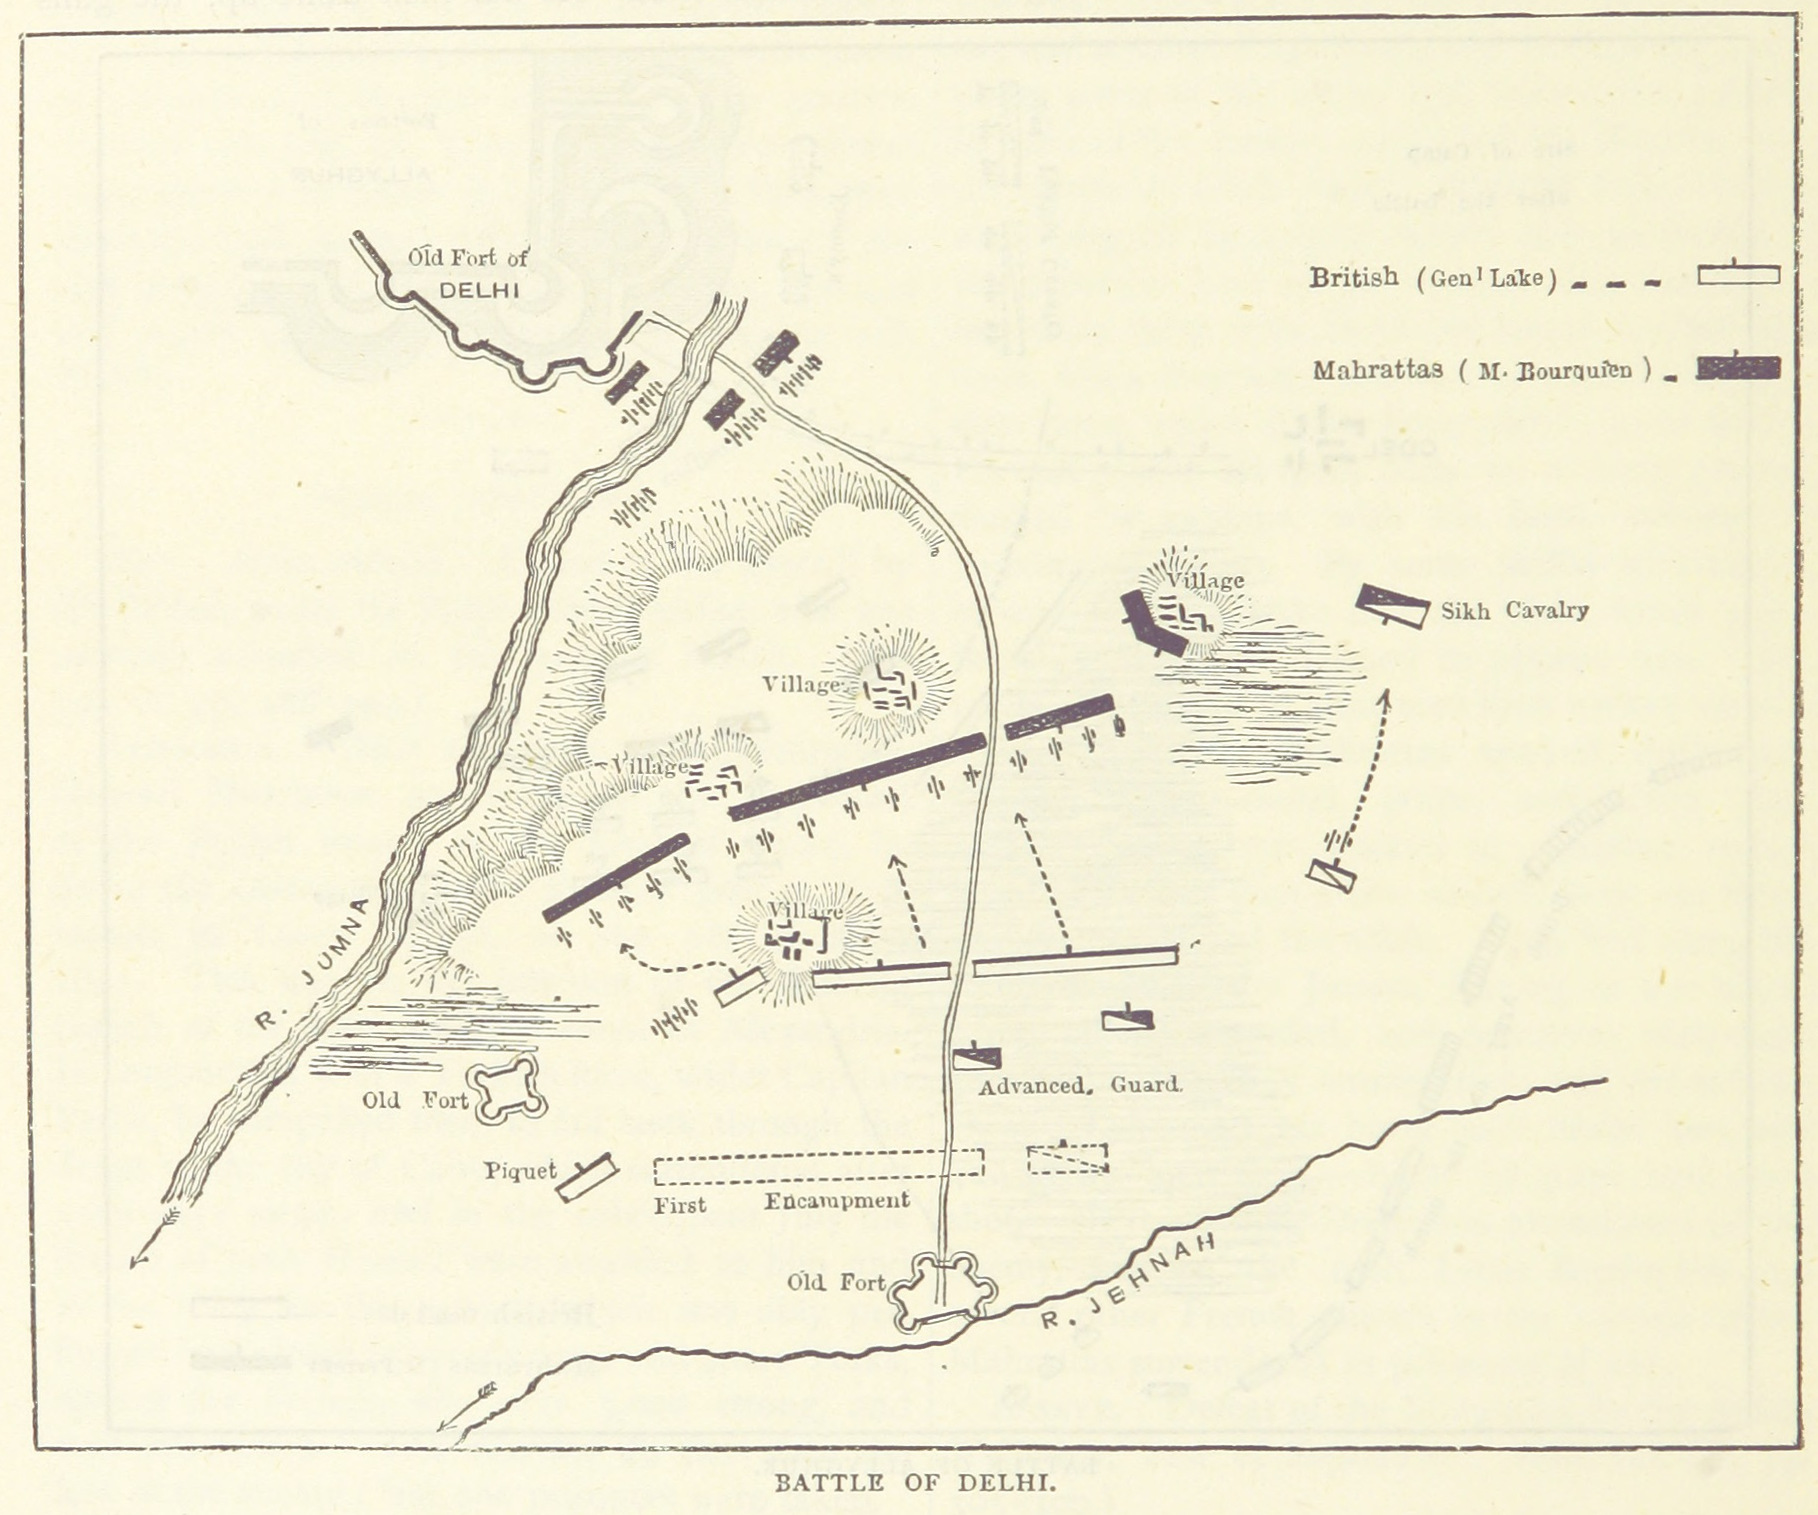 Old Fort of
DELHI
British (Genl Lake)
Mahrattas (M. Bourquien)
Village
Sikh Cavalry
Village
Village
Village
R. JUMNA
Old Fort
Advanced Guard.
Piquet
First Encampment
Old Fort
R. JEHNAH
BATTLE OF DELHI.